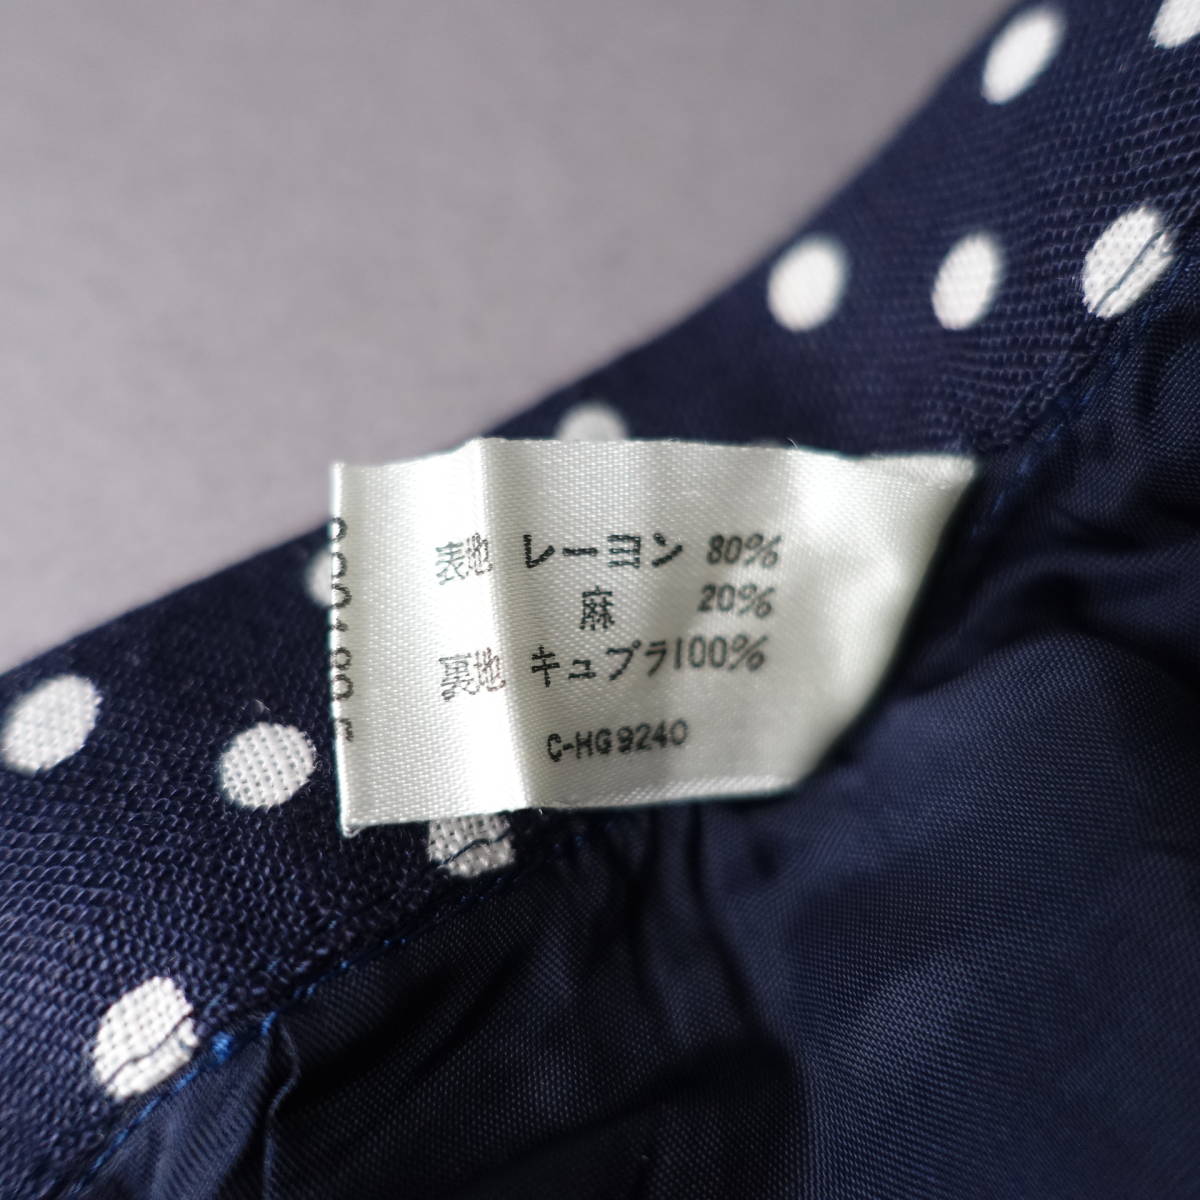 表地 レーヨン 80%
麻 20%
裏地 キュプラ100%
C-HG9240